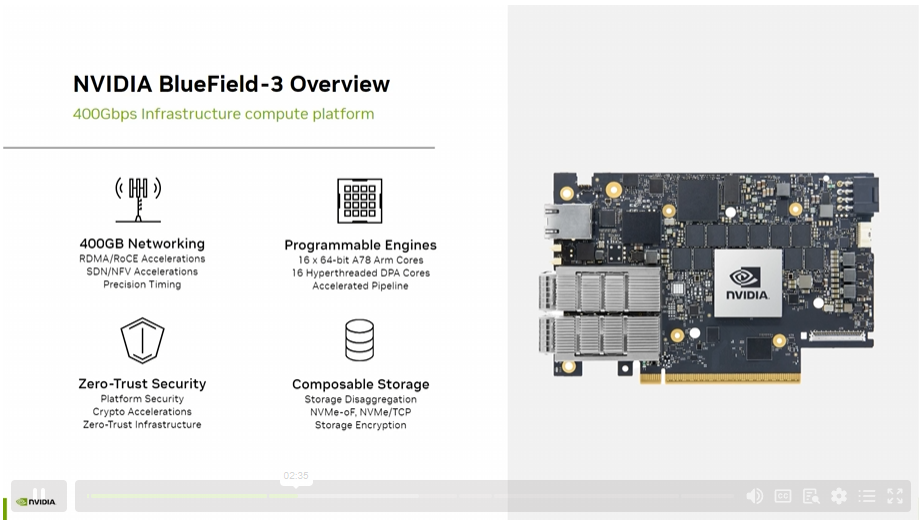 NVIDIA BlueField-3 Overview
400Gbps Infrastructure compute platform
400GB Networking
RDMA/RoCE Accelerations
SDN/NFV Accelerations
Precision Timing
Programmable Engines
16 x 64-bit A78 Arm Cores
16 Hyperthreaded DPA Cores
Accelerated Pipeline
Zero-Trust Security
Platform Security
Crypto Accelerations
Zero-Trust Infrastructure
Composable Storage
Storage Disaggregation
NVMe-oF, NVMe/TCP
Storage Encryption
NVIDIA.
02:35
NVIDIA.
CC